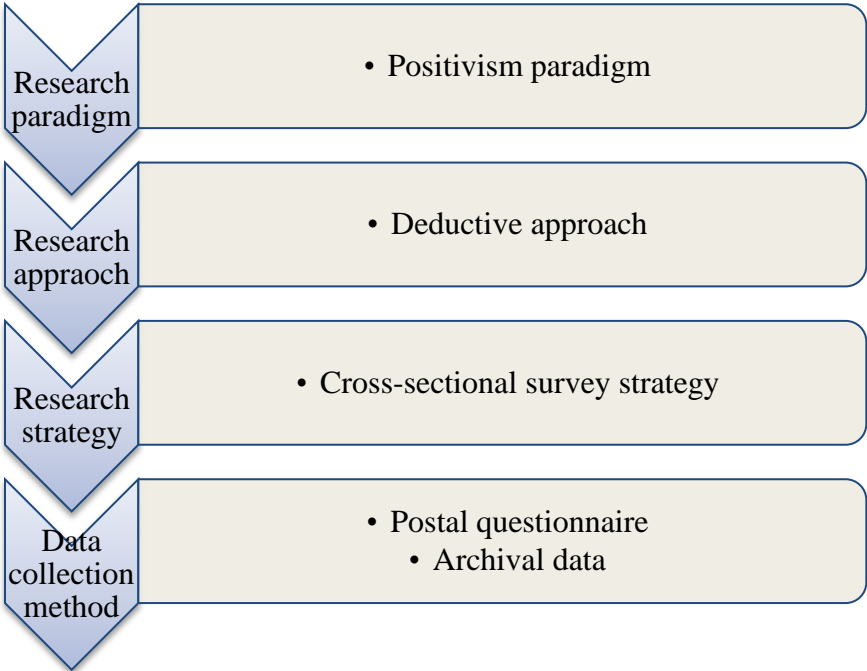 Research
paradigm
• Positivism paradigm
Research
appraoch
• Deductive approach
Research
strategy
• Cross-sectional survey strategy
Data
collection
method
• Postal questionnaire
• Archival data